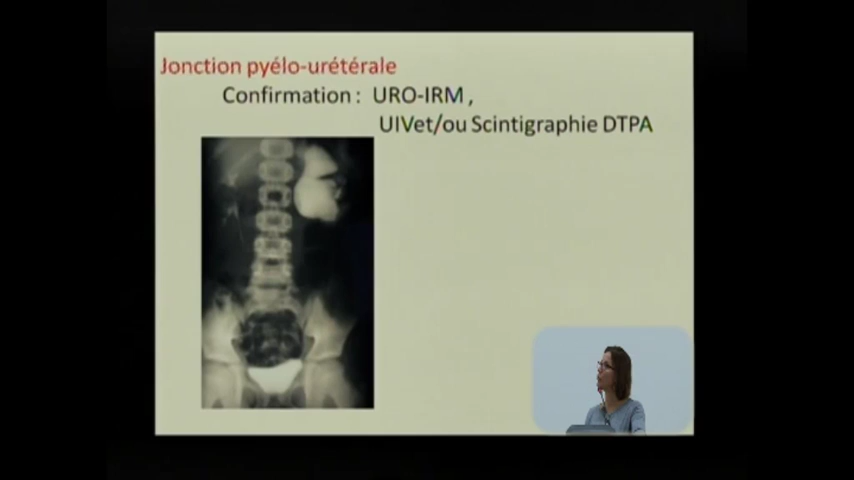 Jonction pyélo-urétérale
Confirmation : URO-IRM ,
UIVet/ou Scintigraphie DTPA